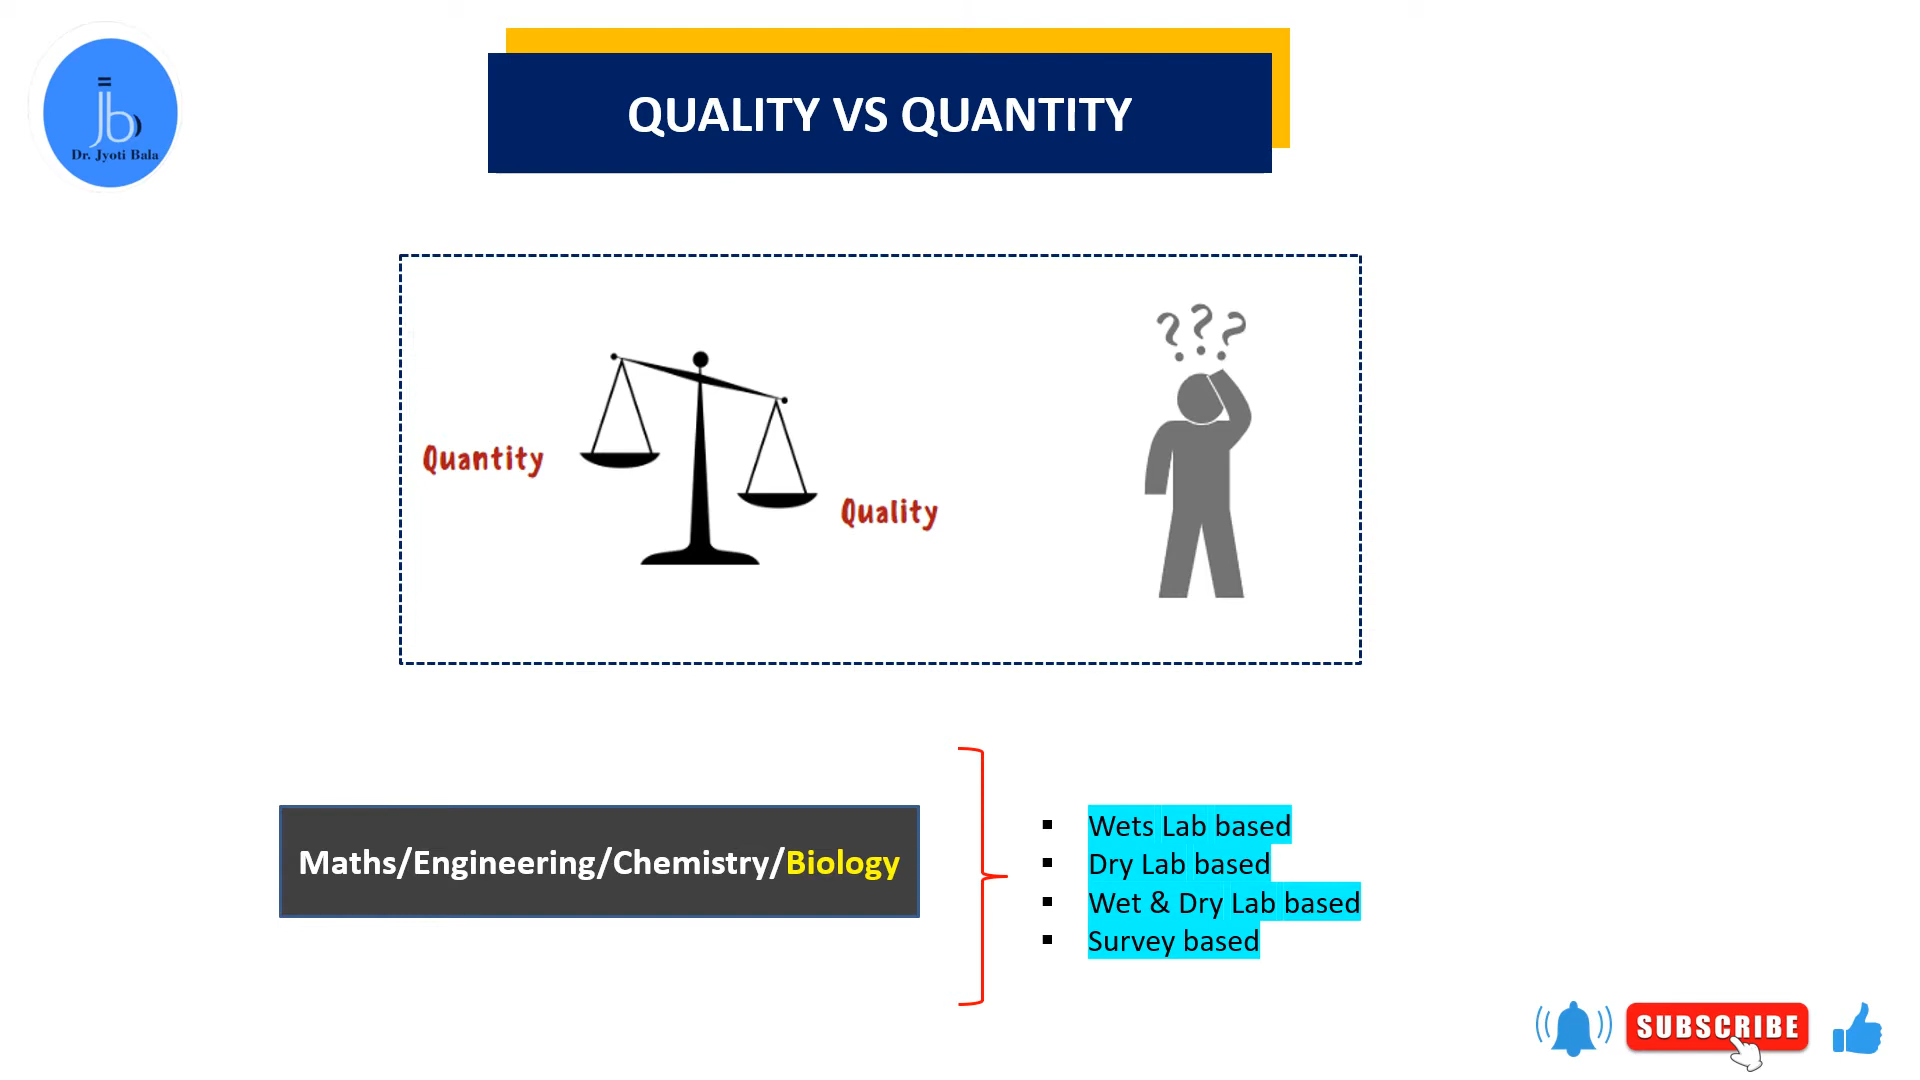 jb
Dr. Jyoti Bala
QUALITY VS QUANTITY
? ? ?
Quantity
Quality
Maths/Engineering/Chemistry/Biology
▪ Wets Lab based
▪ Dry Lab based
▪ Wet & Dry Lab based
▪ Survey based
SUBSCRIBE